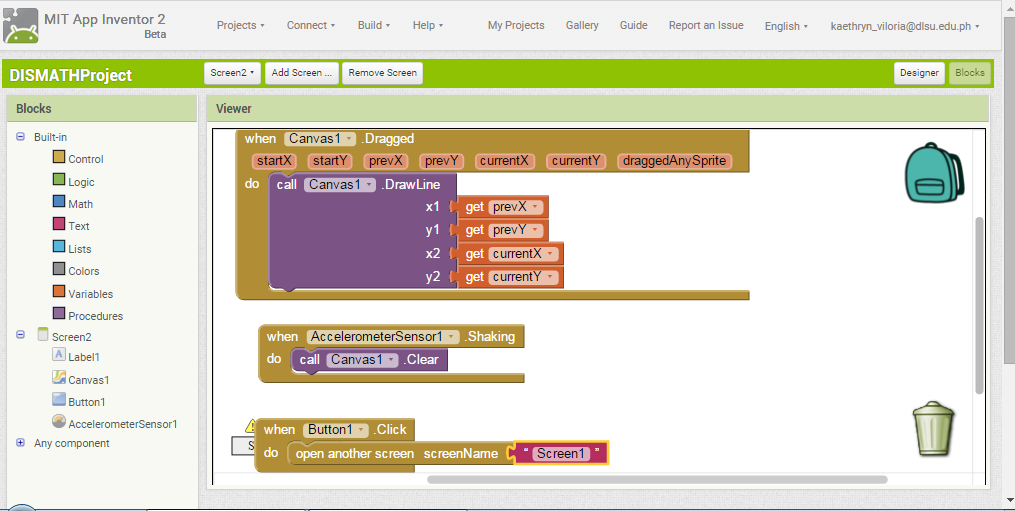 MIT App Inventor 2
Beta
Projects Connect Build Help My Projects Gallery Guide Report an Issue English kaethryn_viloria@dlsu.edu.ph
DISMATHProject Screen2 Add Screen ... Remove Screen Designer Blocks
Blocks
Viewer
Built-in
Control
Logic
Math
Text
Lists
Colors
Variables
Procedures
Screen2
Label1
Canvas1
Button1
AccelerometerSensor1
Any component
when Canvas1 .Dragged
startX startY prevX prevY currentX currentY draggedAnySprite
do call Canvas1 .DrawLine
x1 get prevX
y1 get prevY
x2 get currentX
y2 get currentY
when AccelerometerSensor1 .Shaking
do call Canvas1 .Clear
when Button1 .Click
do open another screen screenName " Screen1 "